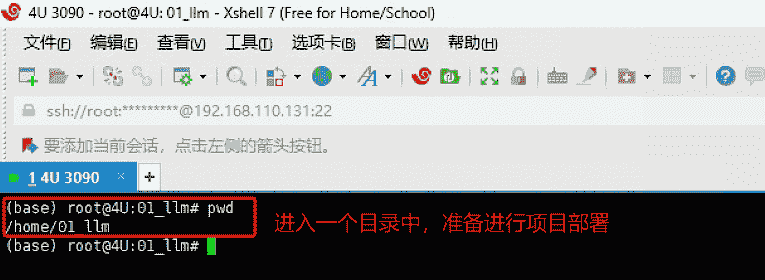 4U 3090 - root@4U: 01_llm - Xshell 7 (Free for Home/School)
文件(F) 编辑(E) 查看(V) 工具(T) 选项卡(B) 窗口(W) 帮助(H)
ssh://root:*********@192.168.110.131:22
要添加当前会话，点击左侧的箭头按钮。
1 4U 3090 × +
(base) root@4U:01_llm# pwd
/home/01_llm
(base) root@4U:01_llm#
进入一个目录中，准备进行项目部署